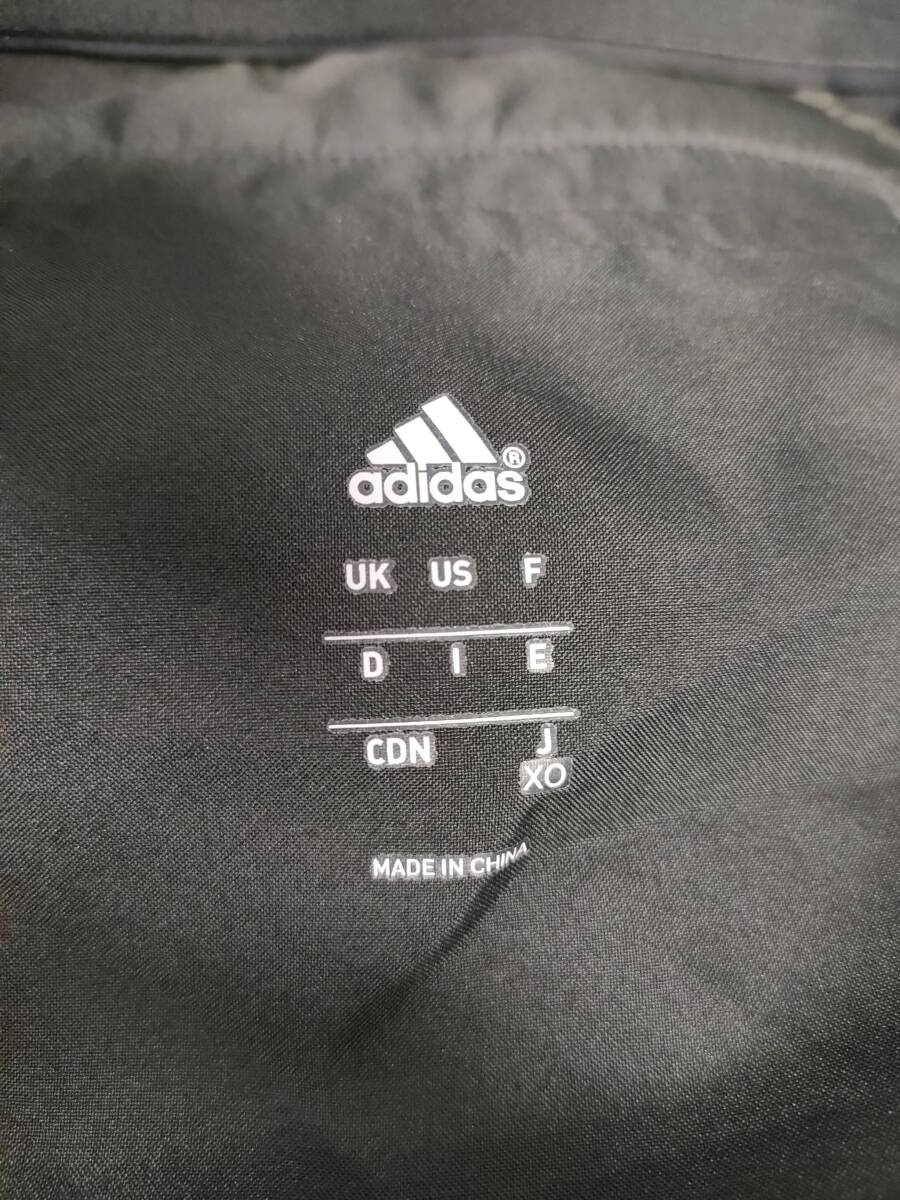 adidas®
UK US F
D I E
CDN J
XO
MADE IN CHINA